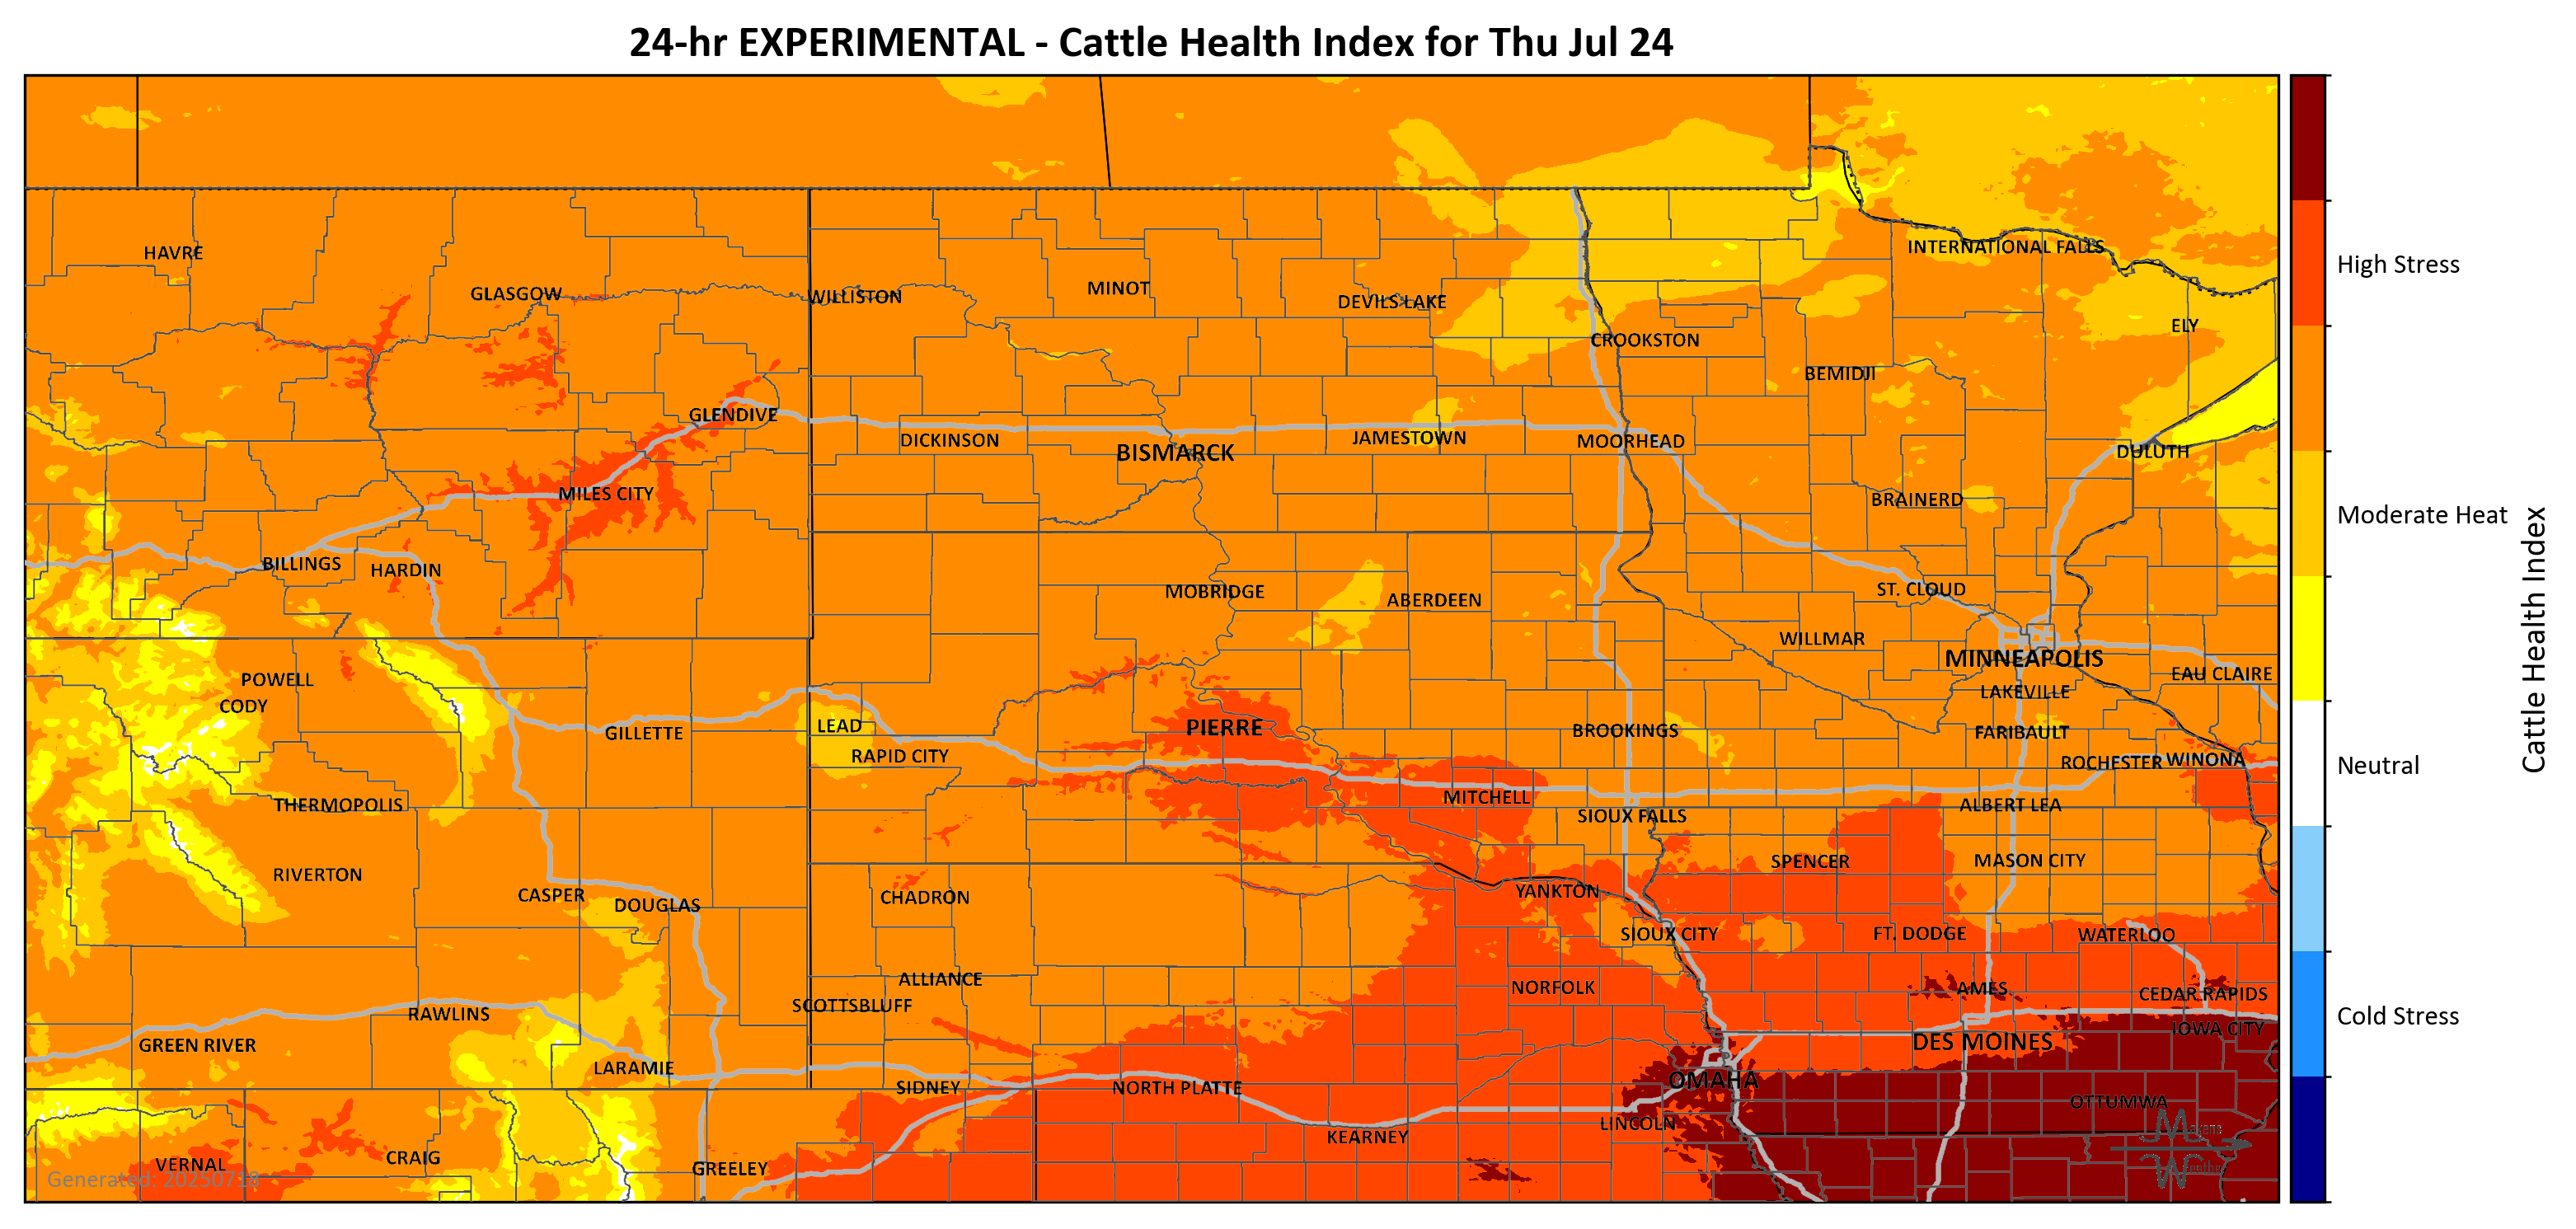 24-hr EXPERIMENTAL - Cattle Health Index for Thu Jul 24
HAVRE
INTERNATIONAL FALLS
GLASGOW
WILLISTON
MINOT
DEVILS LAKE
CROOKSTON
ELY
BEMIDJI
GLENDIVE
DICKINSON
BISMARCK
JAMESTOWN
MOORHEAD
DULUTH
MILES CITY
BRAINERD
BILLINGS
HARDIN
MOBRIDGE
ABERDEEN
ST. CLOUD
WILLMAR
MINNEAPOLIS
POWELL
EAU CLAIRE
CODY
LAKEVILLE
GILLETTE
LEAD
PIERRE
BROOKINGS
FARIBAULT
RAPID CITY
ROCHESTER
WINONA
THERMOPOLIS
MITCHELL
ALBERT LEA
SIOUX FALLS
RIVERTON
SPENCER
MASON CITY
CASPER
DOUGLAS
CHADRON
YANKTON
SIOUX CITY
FT. DODGE
WATERLOO
ALLIANCE
NORFOLK
AMES
CEDAR RAPIDS
SCOTTSBLUFF
RAWLINS
IOWA CITY
GREEN RIVER
DES MOINES
LARAMIE
SIDNEY
NORTH PLATTE
OMAHA
OTTUMWA
LINCOLN
KEARNEY
VERNAL
CRAIG
GREELEY
Generated: 20250718
High Stress
Moderate Heat
Neutral
Cold Stress
Cattle Health Index